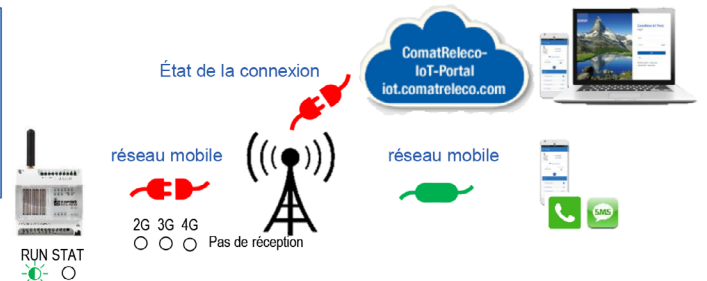 État de la connexion
ComatReleco-
IoT-Portal
iot.comatreleco.com
réseau mobile
réseau mobile
2G 3G 4G
Pas de réception
SMS
RUN STAT